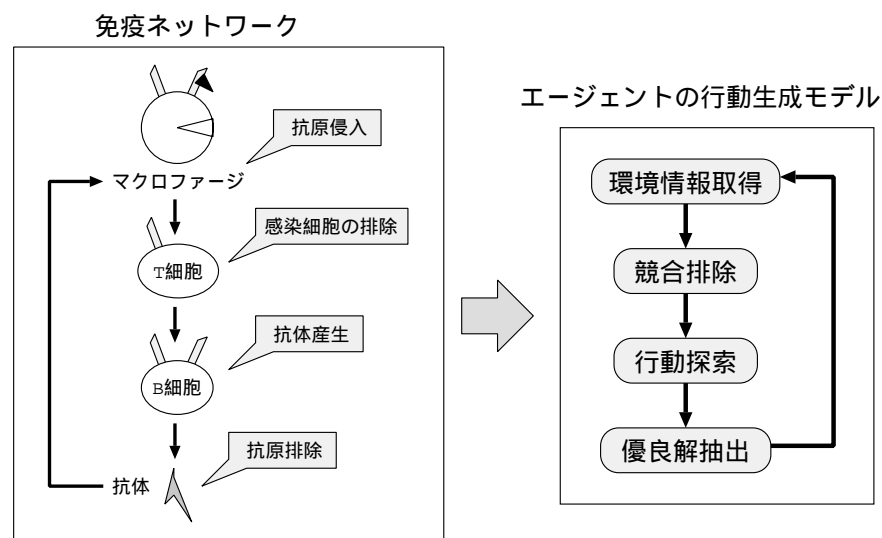 免疫ネットワーク
抗原侵入
マクロファージ
感染細胞の排除
T細胞
抗体産生
B細胞
抗原排除
抗体
エージェントの行動生成モデル
環境情報取得
競合排除
行動探索
優良解抽出